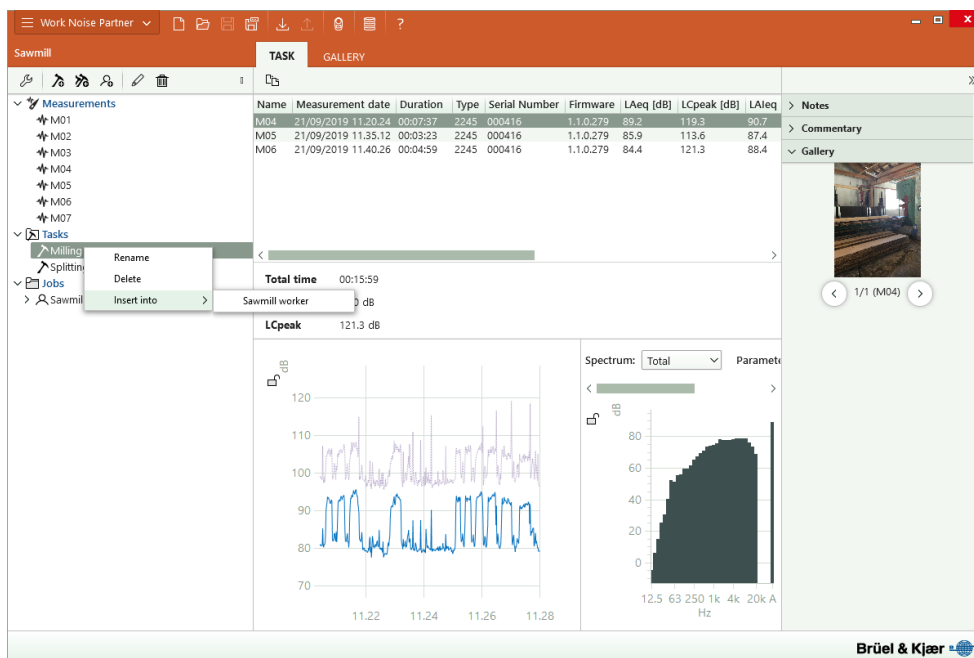 Work Noise Partner
?
Sawmill
TASK
GALLERY
Measurements
M01
M02
M03
M04
M05
M06
M07
Tasks
Milling
Splittin
Jobs
Sawmil
Rename
Delete
Insert into
Sawmill worker
Name Measurement date Duration Type Serial Number Firmware LAeq [dB] LCpeak [dB] LAleq
M04 21/09/2019 11.20.24 00:07:37 2245 000416 1.1.0.279 89.2 119.3 90.7
M05 21/09/2019 11.35.12 00:03:23 2245 000416 1.1.0.279 85.9 113.6 87.4
M06 21/09/2019 11.40.26 00:04:59 2245 000416 1.1.0.279 84.4 121.3 88.4
Total time 00:15:59
dB
LCpeak 121.3 dB
dB
120
110
100
90
80
70
11.22 11.24 11.26 11.28
Spectrum: Total Paramete
dB
80
60
40
20
0
12.5 63 250 1k 4k 20k A
Hz
Notes
Commentary
Gallery
1/1 (M04)
Brüel & Kjær